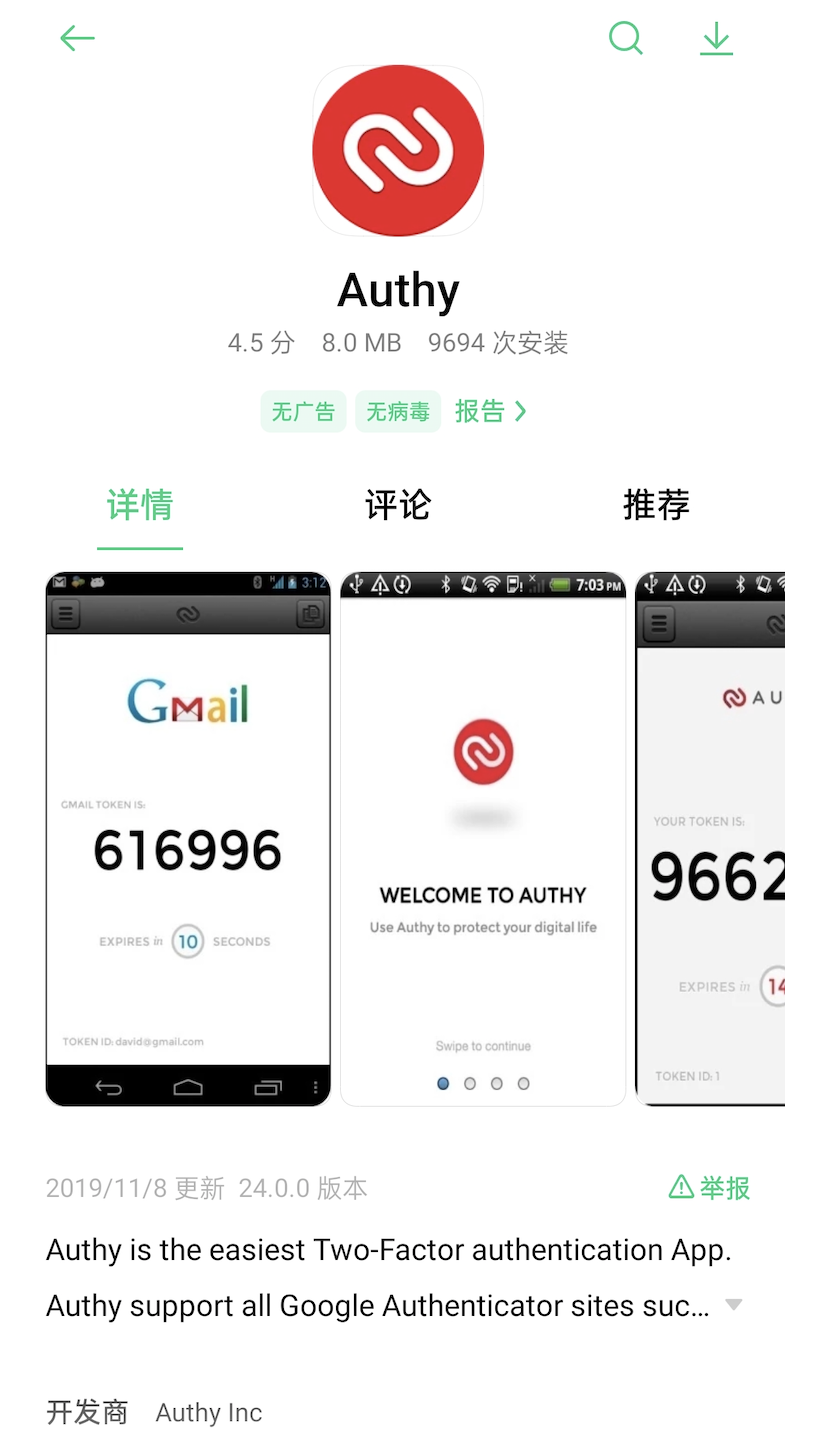 Authy
4.5 分 8.0 MB 9694 次安装
无广告 无病毒 报告
详情 评论 推荐
3:12
Gmail
GMAIL TOKEN IS:
616996
EXPIRES in 10 SECONDS
TOKEN ID: david@gmail.com
7:03 PM
WELCOME TO AUTHY
Use Authy to protect your digital life
Swipe to continue
AU
YOUR TOKEN IS:
9662
EXPIRES in 14
TOKEN ID: 1
2019/11/8 更新 24.0.0 版本 举报
Authy is the easiest Two-Factor authentication App.
Authy support all Google Authenticator sites suc...
开发商 Authy Inc